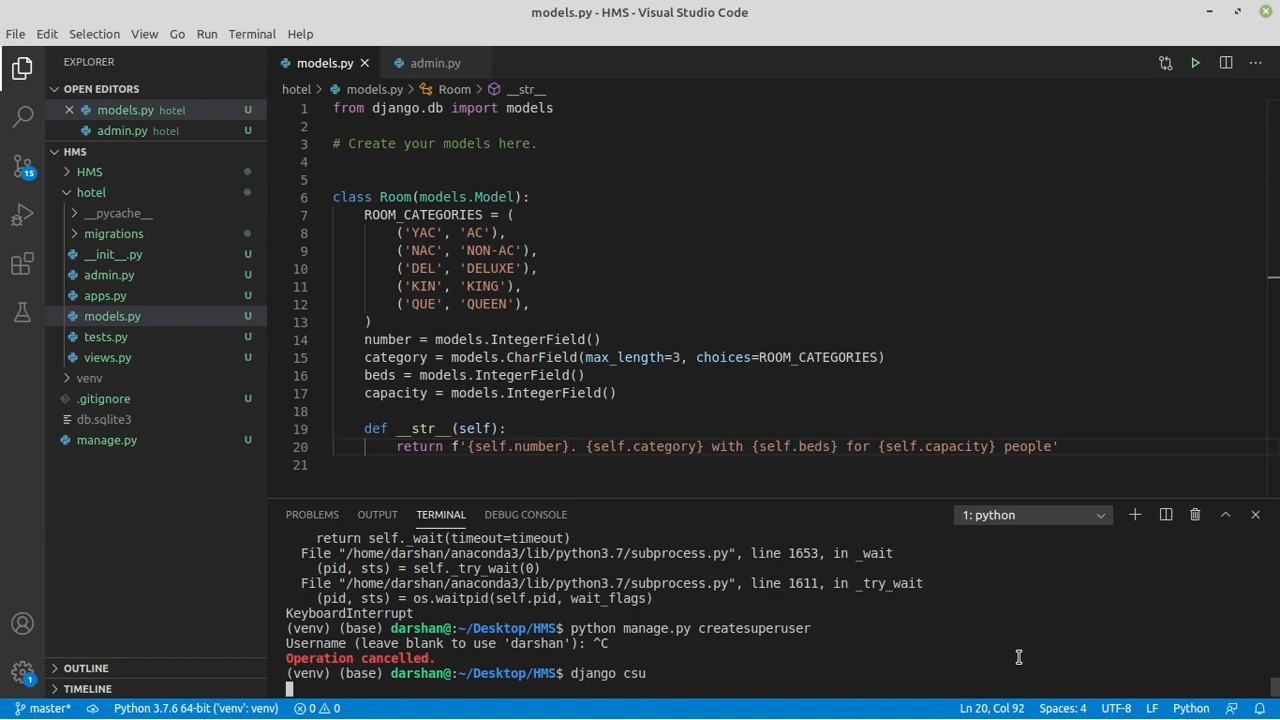 models.py - HMS - Visual Studio Code
File Edit Selection View Go Run Terminal Help
EXPLORER
OPEN EDITORS
models.py hotel U
admin.py hotel U
HMS
HMS
hotel
__pycache__
migrations
__init__.py U
admin.py U
apps.py U
models.py U
tests.py U
views.py U
venv
.gitignore U
db.sqlite3
manage.py U
OUTLINE
TIMELINE
15
1
models.py admin.py
hotel > models.py > Room > __str__
1 from django.db import models
2
3 # Create your models here.
4
5
6 class Room(models.Model):
7 ROOM_CATEGORIES = (
8 ('YAC', 'AC'),
9 ('NAC', 'NON-AC'),
10 ('DEL', 'DELUXE'),
11 ('KIN', 'KING'),
12 ('QUE', 'QUEEN'),
13 )
14 number = models.IntegerField()
15 category = models.CharField(max_length=3, choices=ROOM_CATEGORIES)
16 beds = models.IntegerField()
17 capacity = models.IntegerField()
18
19 def __str__(self):
20 return f'{self.number}. {self.category} with {self.beds} for {self.capacity} people'
21
PROBLEMS OUTPUT TERMINAL DEBUG CONSOLE 1: python
return self._wait(timeout=timeout)
File "/home/darshan/anaconda3/lib/python3.7/subprocess.py", line 1653, in _wait
(pid, sts) = self._try_wait(0)
File "/home/darshan/anaconda3/lib/python3.7/subprocess.py", line 1611, in _try_wait
(pid, sts) = os.waitpid(self.pid, wait_flags)
KeyboardInterrupt
(venv) (base) darshan@:~/Desktop/HMS$ python manage.py createsuperuser
Username (leave blank to use 'darshan'): ^C
Operation cancelled.
(venv) (base) darshan@:~/Desktop/HMS$ django csu
master* Python 3.7.6 64-bit ('venv': venv) 0 0 Ln 20, Col 92 Spaces: 4 UTF-8 LF Python